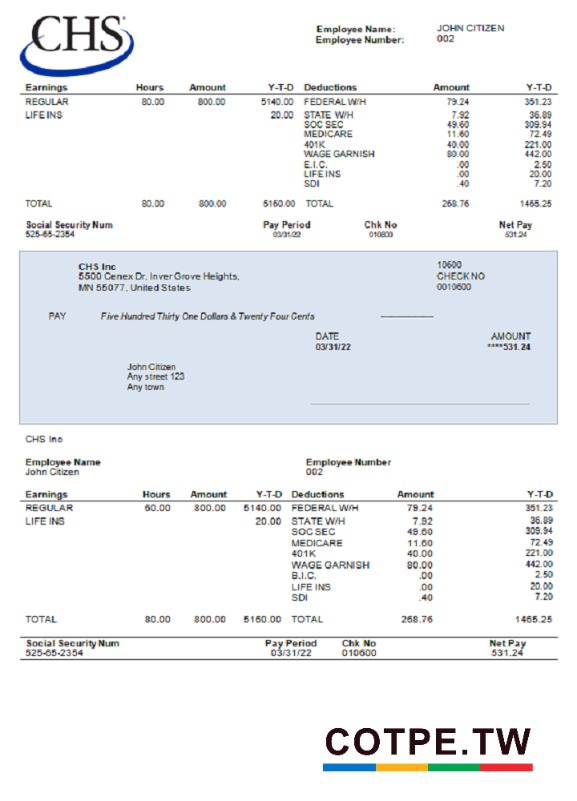 CHS
Employee Name: JOHN CITIZEN
Employee Number: 002
Earnings Hours Amount Y-T-D Deductions Amount Y-T-D
REGULAR 80.00 800.00 5140.00 FEDERAL W/H 79.24 351.23
LIFE INS 20.00 STATE W/H 7.92 36.89
SOC SEC 49.60 309.94
MEDICARE 11.60 72.49
401K 40.00 221.00
WAGE GARNISH 80.00 442.00
E.I.C. .00 2.50
LIFE INS .00 20.00
SDI .40 7.20
TOTAL 80.00 800.00 5160.00 TOTAL 268.76 1465.25
Social Security Num Pay Period Chk No Net Pay
525-65-2354 03/31/22 010600 531.24
CHS Inc 10600
5500 Cenex Dr, Inver Grove Heights, CHECK NO
MN 55077, United States 0010600
PAY Five Hundred Thirty One Dollars & Twenty Four Cents
DATE AMOUNT
03/31/22 ****531.24
John Citizen
Any street 123
Any town
CHS Inc
Employee Name Employee Number
John Citizen 002
Earnings Hours Amount Y-T-D Deductions Amount Y-T-D
REGULAR 60.00 800.00 5140.00 FEDERAL W/H 79.24 351.23
LIFE INS 20.00 STATE W/H 7.92 36.89
SOC SEC 49.60 309.94
MEDICARE 11.60 72.49
401K 40.00 221.00
WAGE GARNISH 80.00 442.00
B.I.C. .00 2.50
LIFE INS .00 20.00
SDI .40 7.20
TOTAL 80.00 800.00 5160.00 TOTAL 268.76 1465.25
Social Security Num Pay Period Chk No Net Pay
525-65-2354 03/31/22 010600 531.24
COTPE.TW